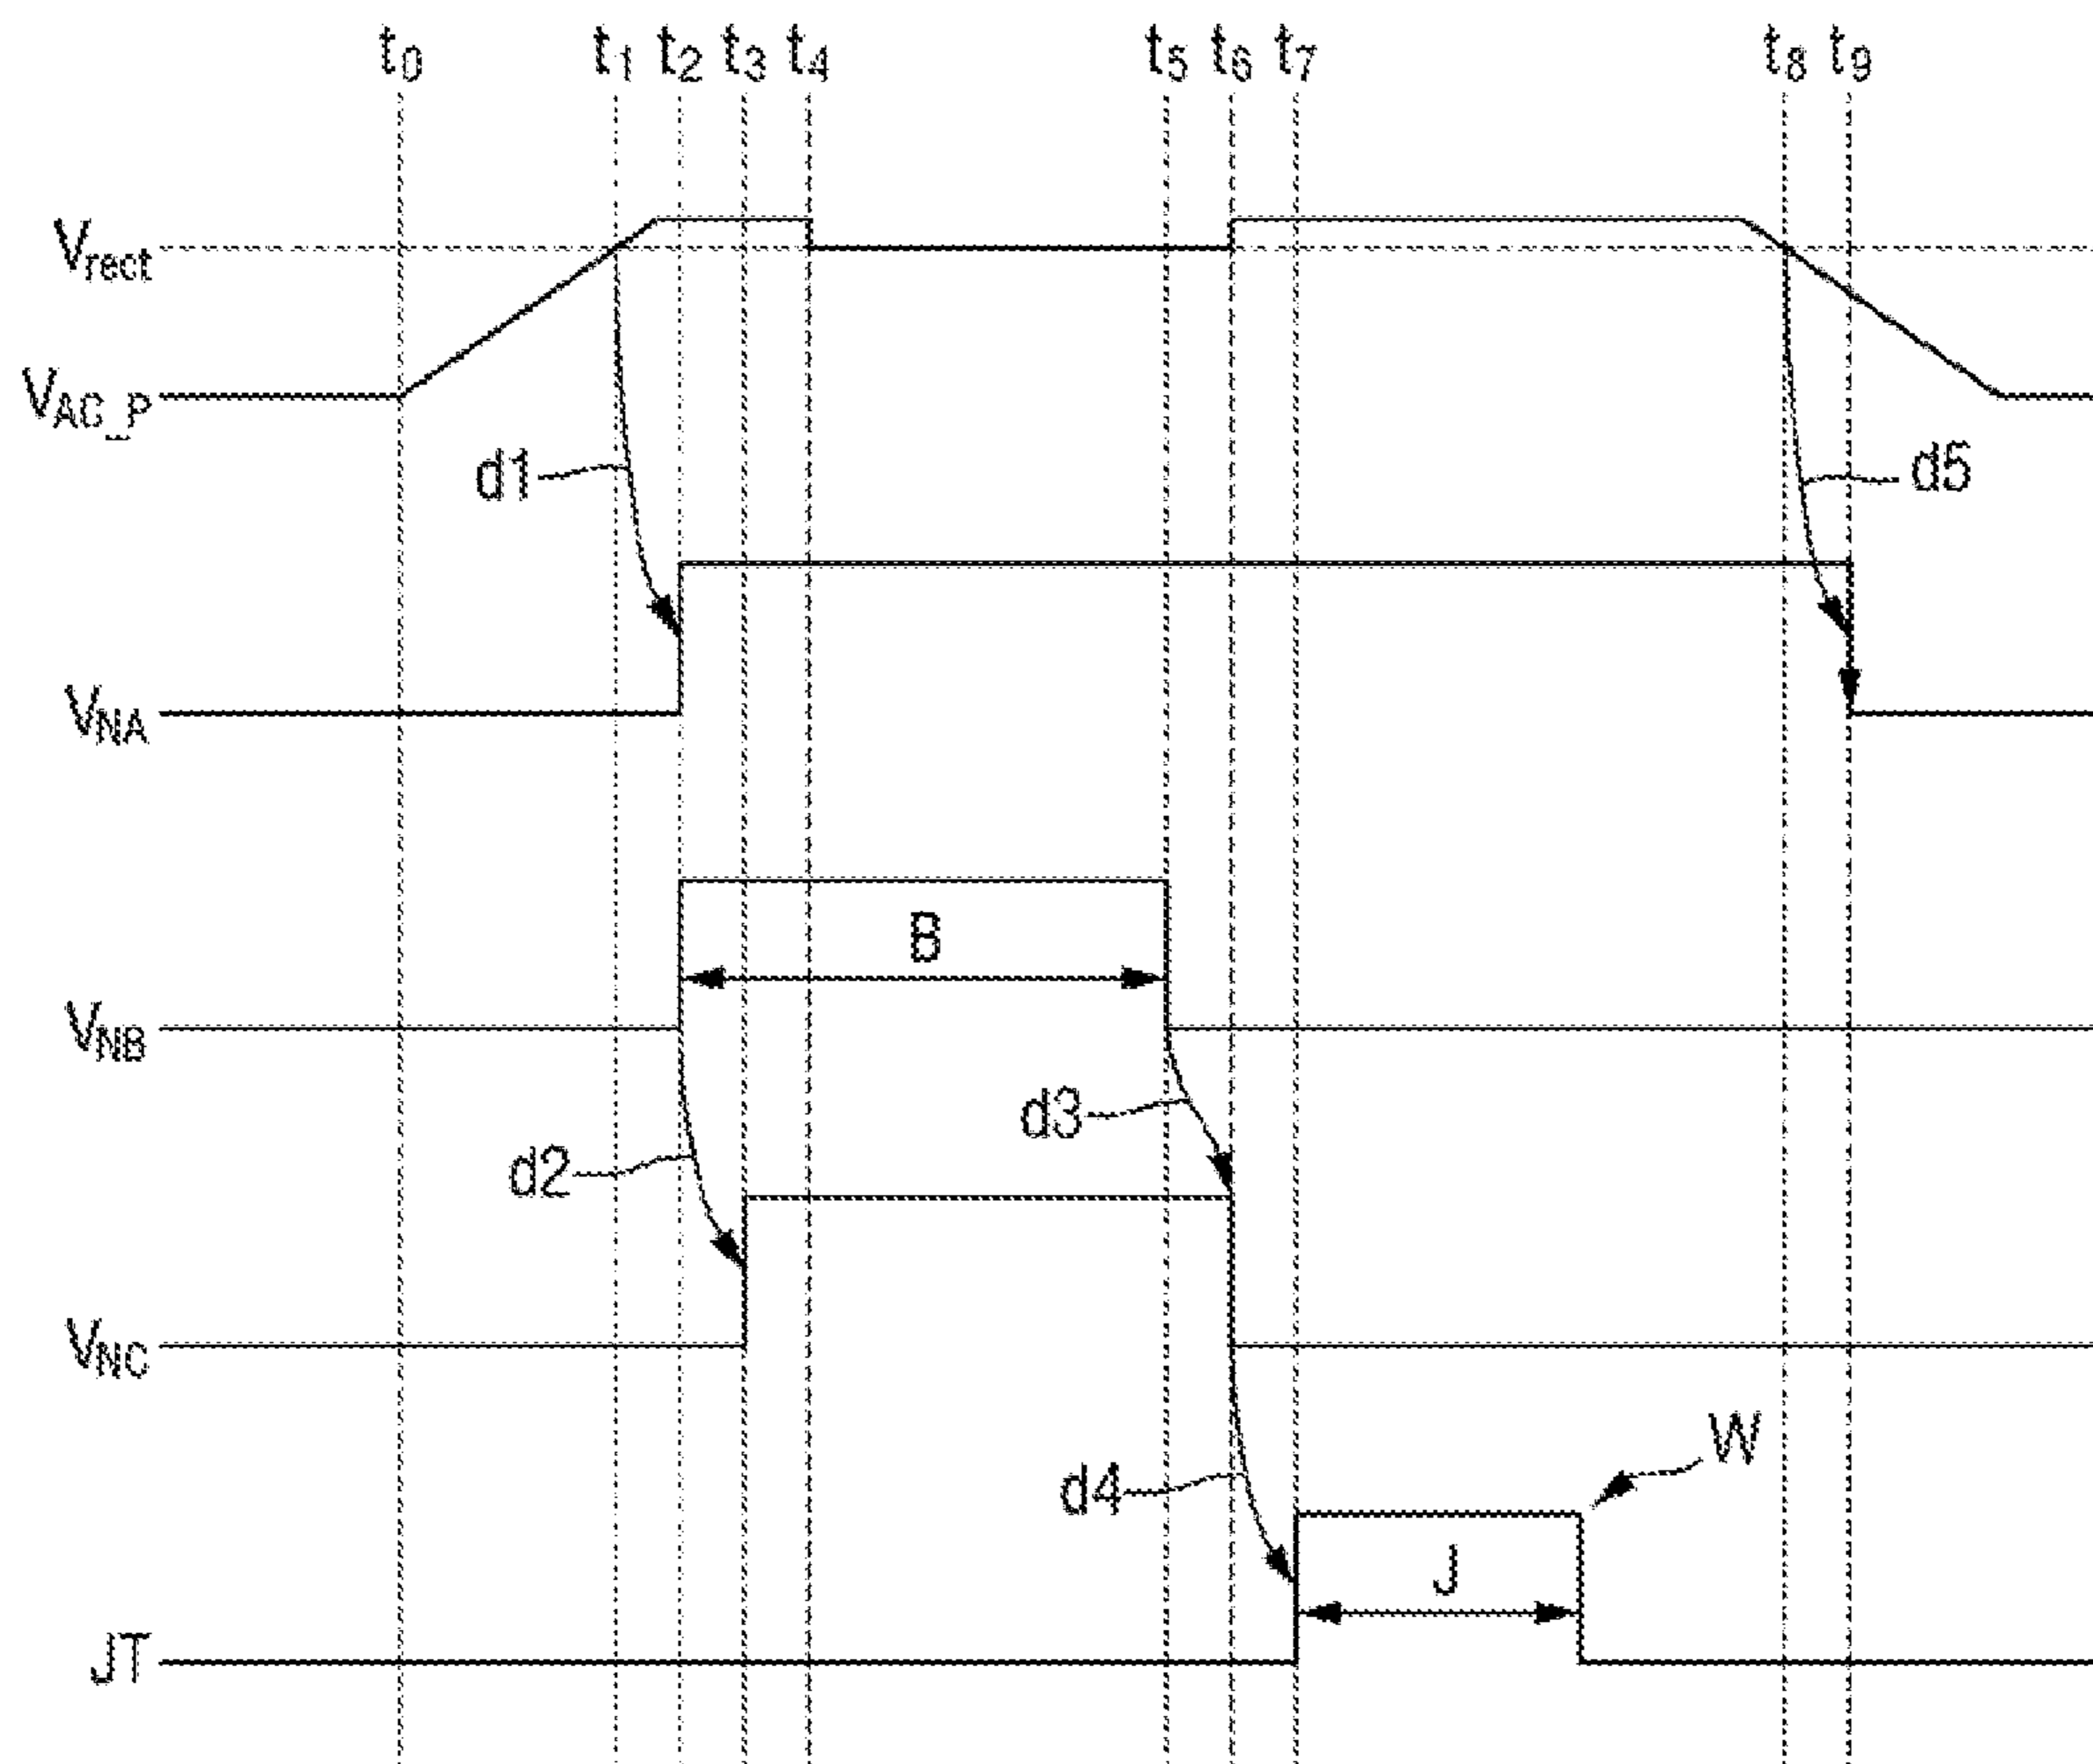 t0 t1 t2 t3 t4 t5 t6 t7 t8 t9
Vrect
VAC_P
d1
d5
VNA
B
VNB
d3
d2
VNC
W
d4
J
JT